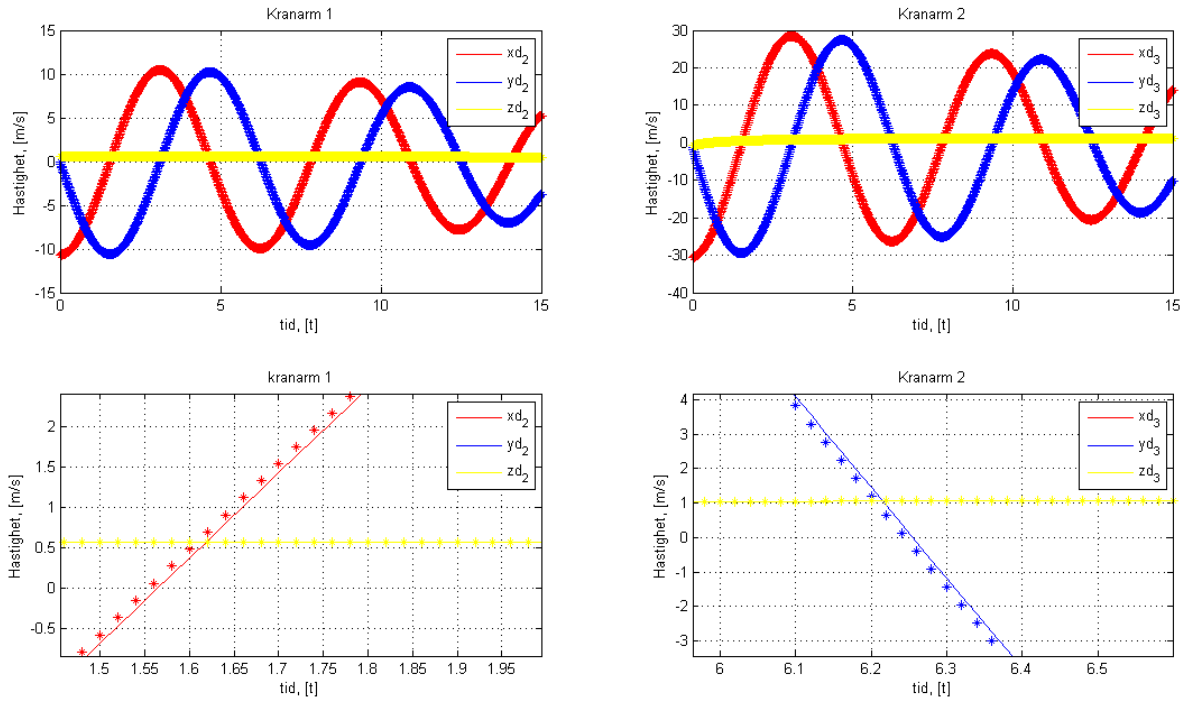 Kranarm 1
15
10
5
0
-5
-10
-15
0
5
10
15
Hastighet, [m/s]
tid, [t]
xd2
yd2
zd2
Kranarm 2
30
20
10
0
-10
-20
-30
-40
0
5
10
15
Hastighet, [m/s]
tid, [t]
xd3
yd3
zd3
kranarm 1
2
1.5
1
0.5
0
-0.5
1.5
1.55
1.6
1.65
1.7
1.75
1.8
1.85
1.9
1.95
Hastighet, [m/s]
tid, [t]
xd2
yd2
zd2
Kranarm 2
4
3
2
1
0
-1
-2
-3
6
6.1
6.2
6.3
6.4
6.5
Hastighet, [m/s]
tid, [t]
xd3
yd3
zd3